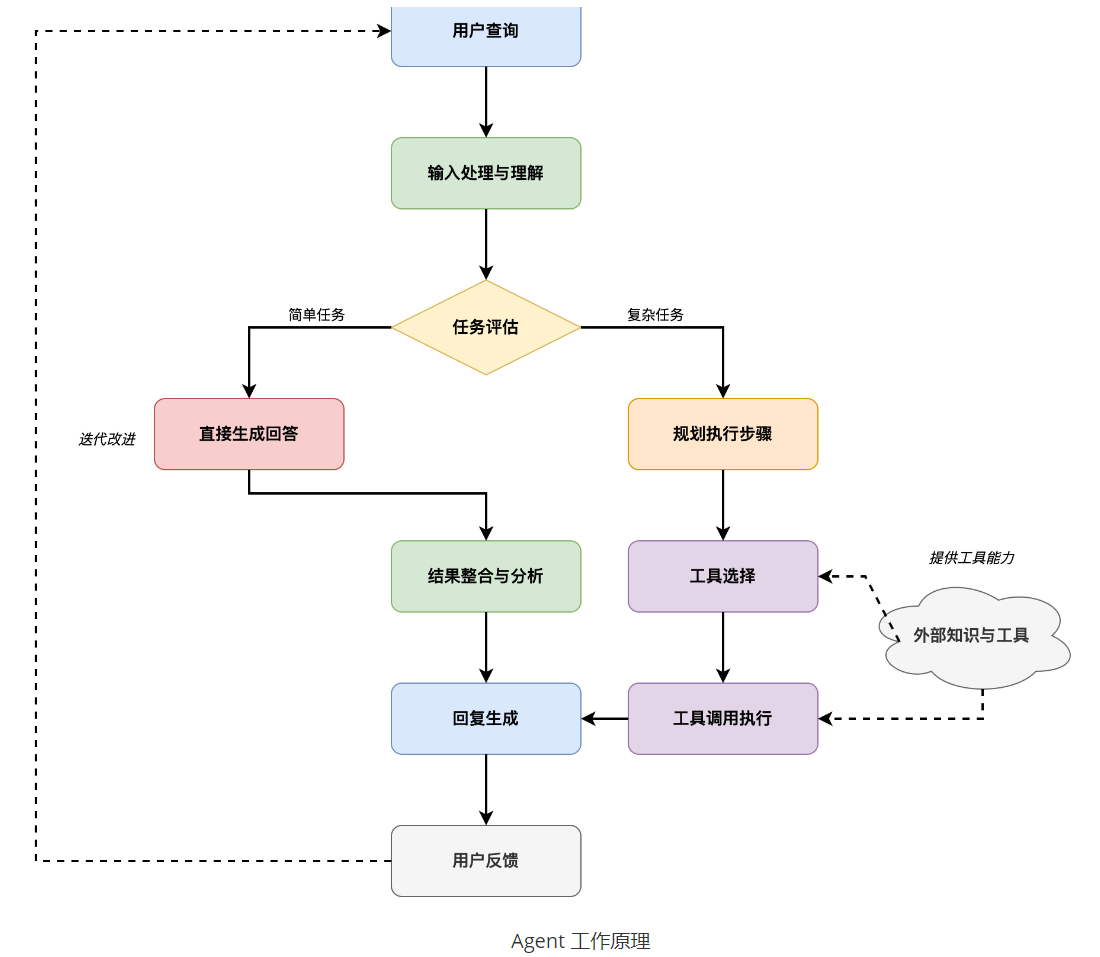 用户查询
输入处理与理解
任务评估
简单任务
复杂任务
直接生成回答
规划执行步骤
迭代改进
结果整合与分析
工具选择
提供工具能力
外部知识与工具
回复生成
工具调用执行
用户反馈
Agent 工作原理